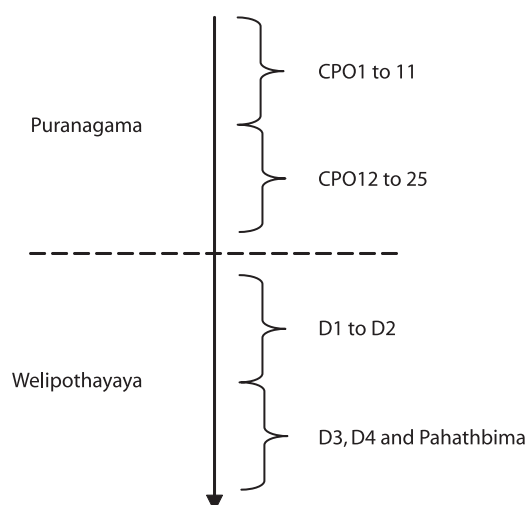 CPO1 to 11
Puranagama
CPO12 to 25
D1 to D2
Welipothayaya
D3, D4 and Pahathbima